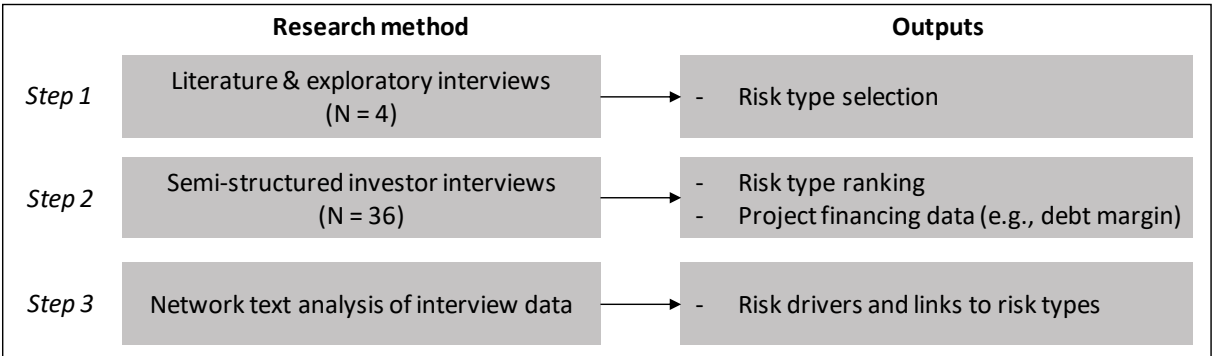 Research method
Outputs
Step 1
Literature & exploratory interviews
(N = 4)
- Risk type selection
Step 2
Semi-structured investor interviews
(N = 36)
- Risk type ranking
- Project financing data (e.g., debt margin)
Step 3
Network text analysis of interview data
- Risk drivers and links to risk types